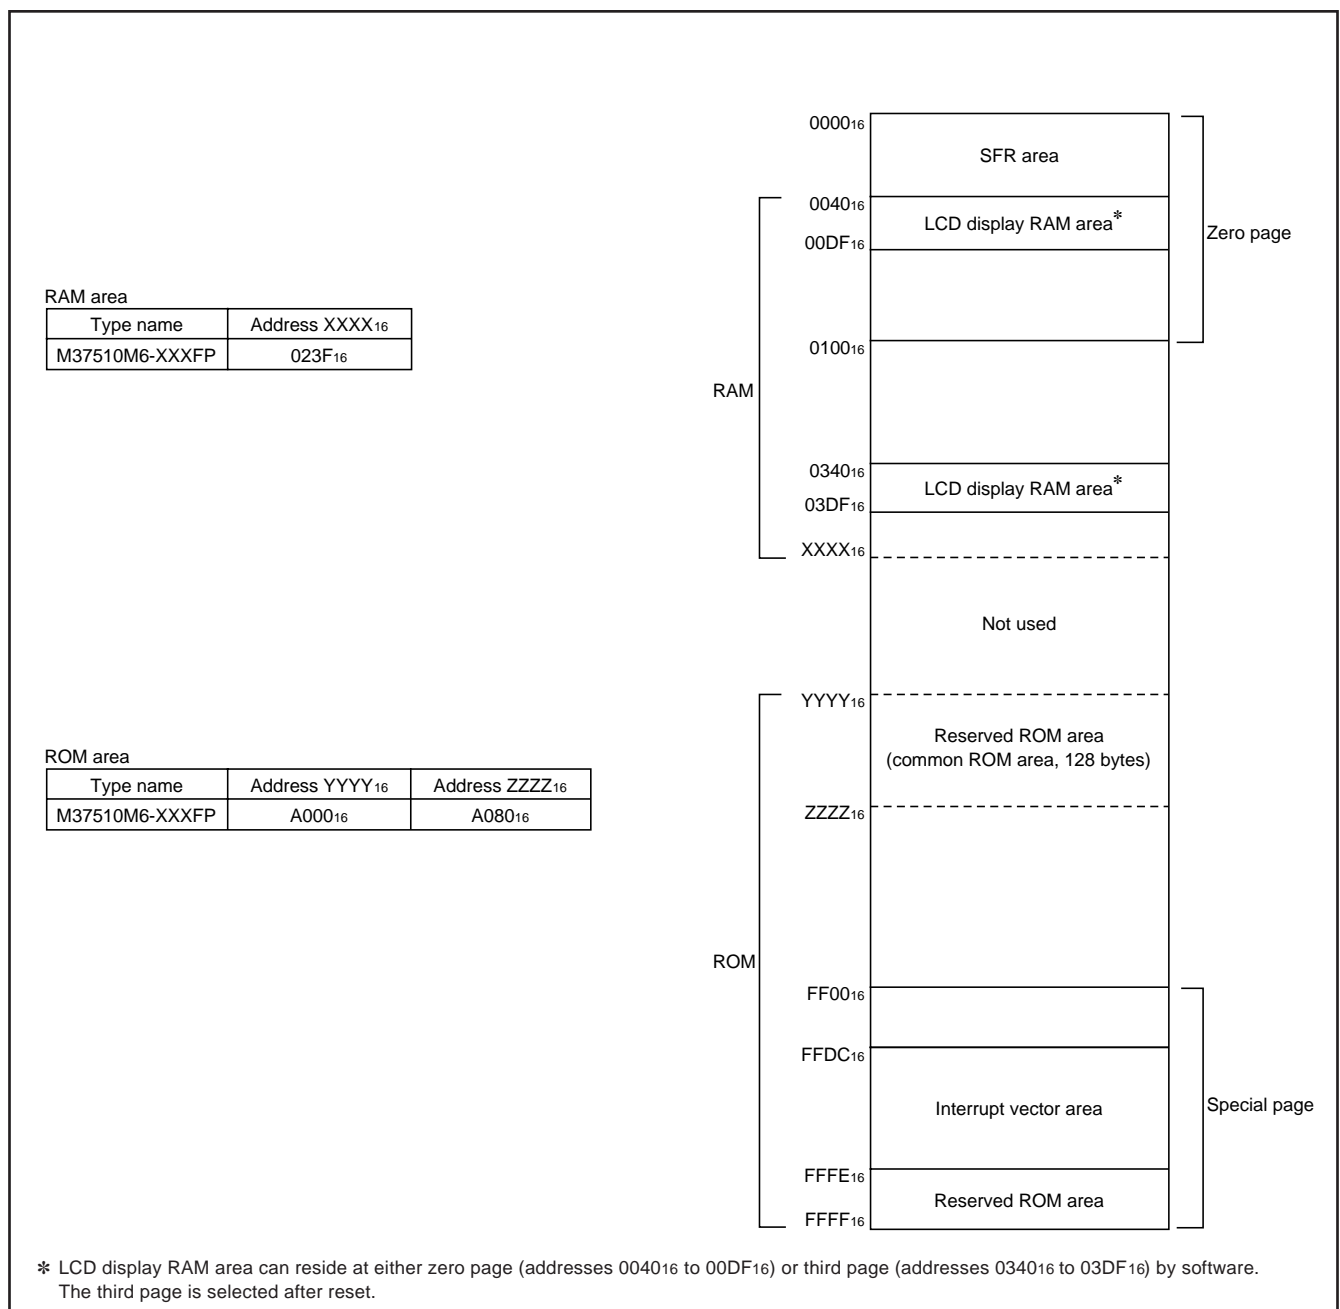 RAM area
Type name Address XXXX16
M37510M6-XXXFP 023F16
ROM area
Type name Address YYYY16 Address ZZZZ16
M37510M6-XXXFP A00016 A08016
000016
SFR area
004016
LCD display RAM area*
00DF16
Zero page
010016
RAM
034016
LCD display RAM area*
03DF16
XXXX16
Not used
YYYY16
Reserved ROM area
(common ROM area, 128 bytes)
ZZZZ16
ROM
FF0016
FFDC16
Interrupt vector area
Special page
FFFE16
Reserved ROM area
FFFF16
* LCD display RAM area can reside at either zero page (addresses 004016 to 00DF16) or third page (addresses 034016 to 03DF16) by software.
The third page is selected after reset.